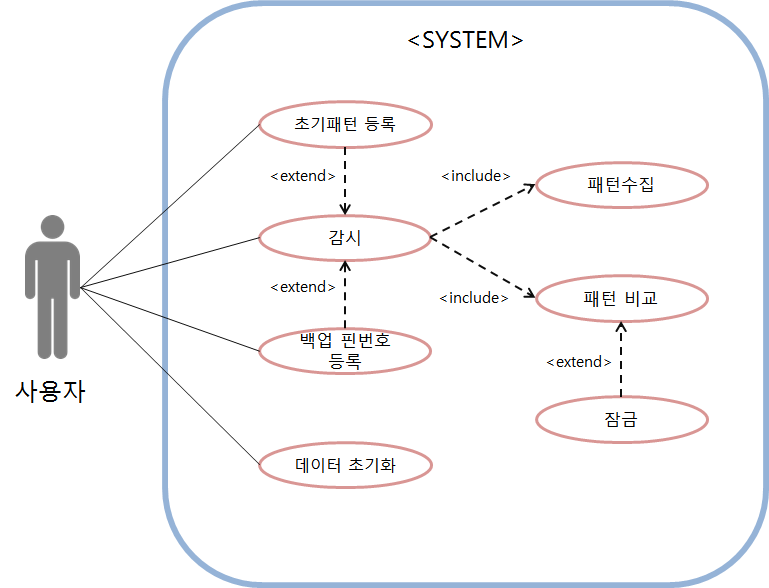 <SYSTEM>
초기패턴 등록
<extend>
<include>
패턴수집
감시
<extend>
<include>
패턴 비교
백업 핀번호
등록
<extend>
사용자
잠금
데이터 초기화